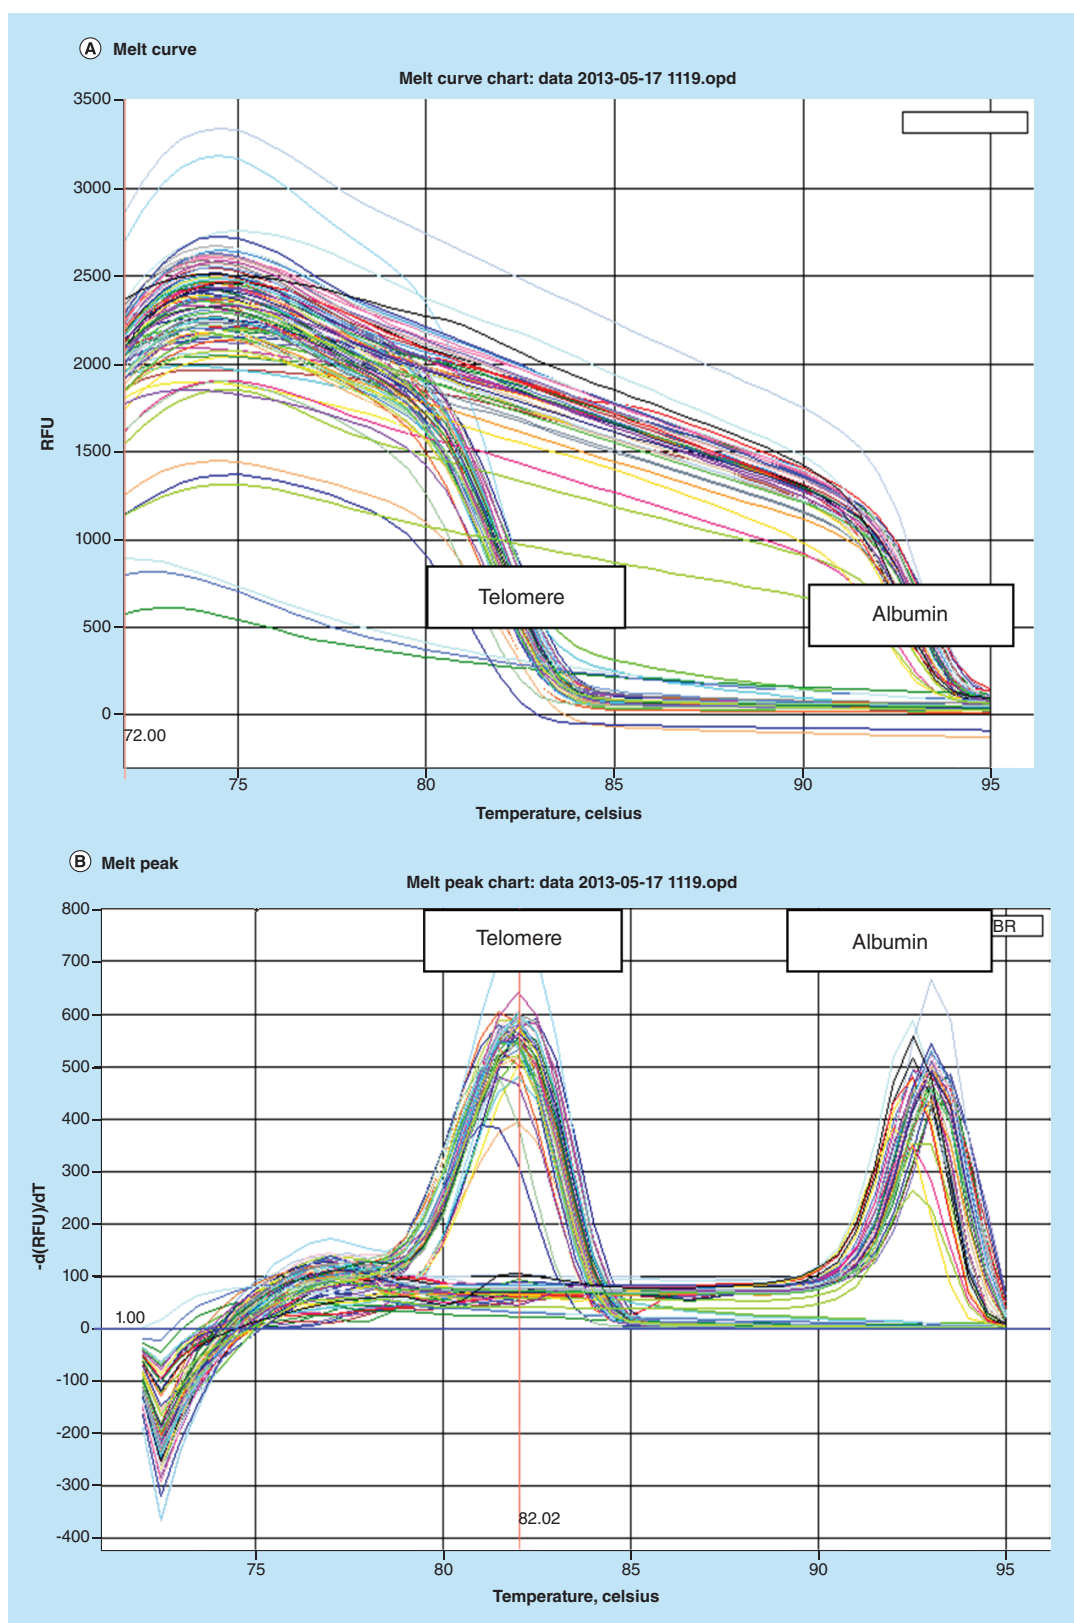 A Melt curve
Melt curve chart: data 2013-05-17 1119.opd
3500
3000
2500
2000
1500
1000
500
0
RFU
Telomere
Albumin
72.00
75 80 85 90 95
Temperature, celsius
B Melt peak
Melt peak chart: data 2013-05-17 1119.opd
800
700
600
500
400
300
200
100
0
-100
-200
-300
-400
-d(RFU)/dT
Telomere
Albumin
BR
1.00
82.02
75 80 85 90 95
Temperature, celsius